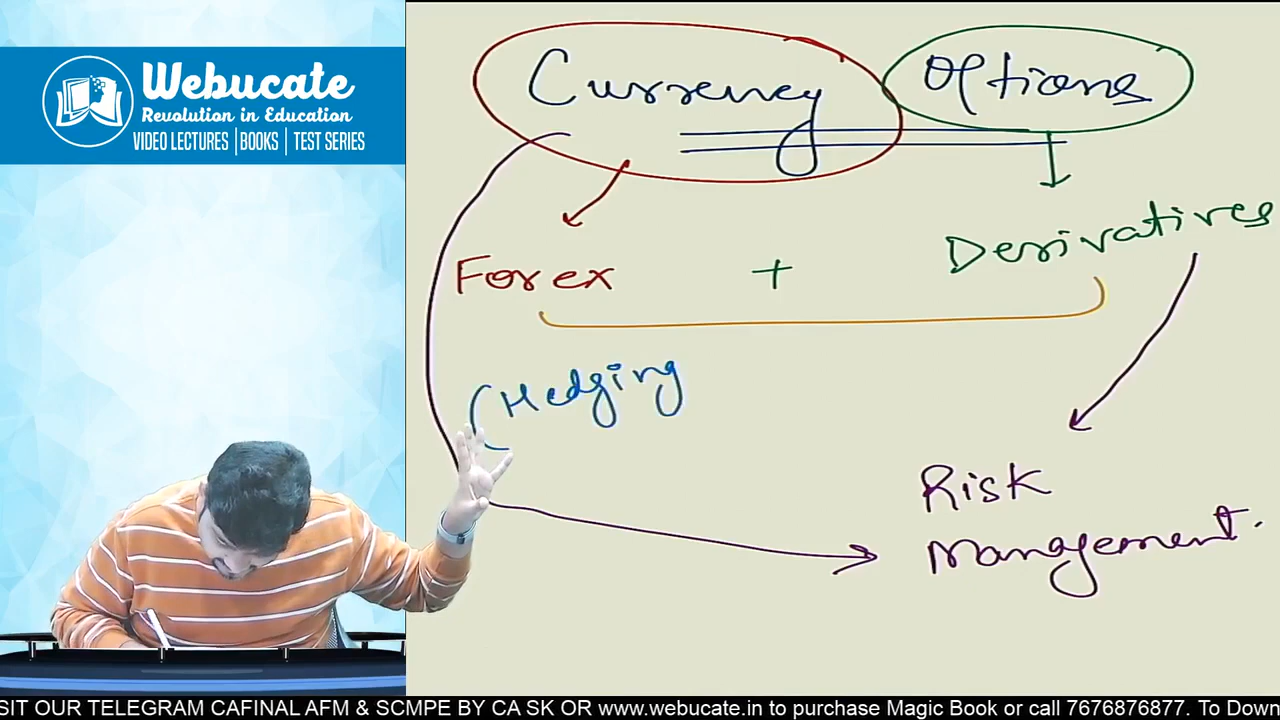 Webucate
Revolution in Education
VIDEO LECTURES | BOOKS | TEST SERIES
Currency Options
Forex + Derivatives
(Hedging
Risk
Management.
SIT OUR TELEGRAM CAFINAL AFM & SCMPE BY CA SK OR www.webucate.in to purchase Magic Book or call 7676876877. To Down